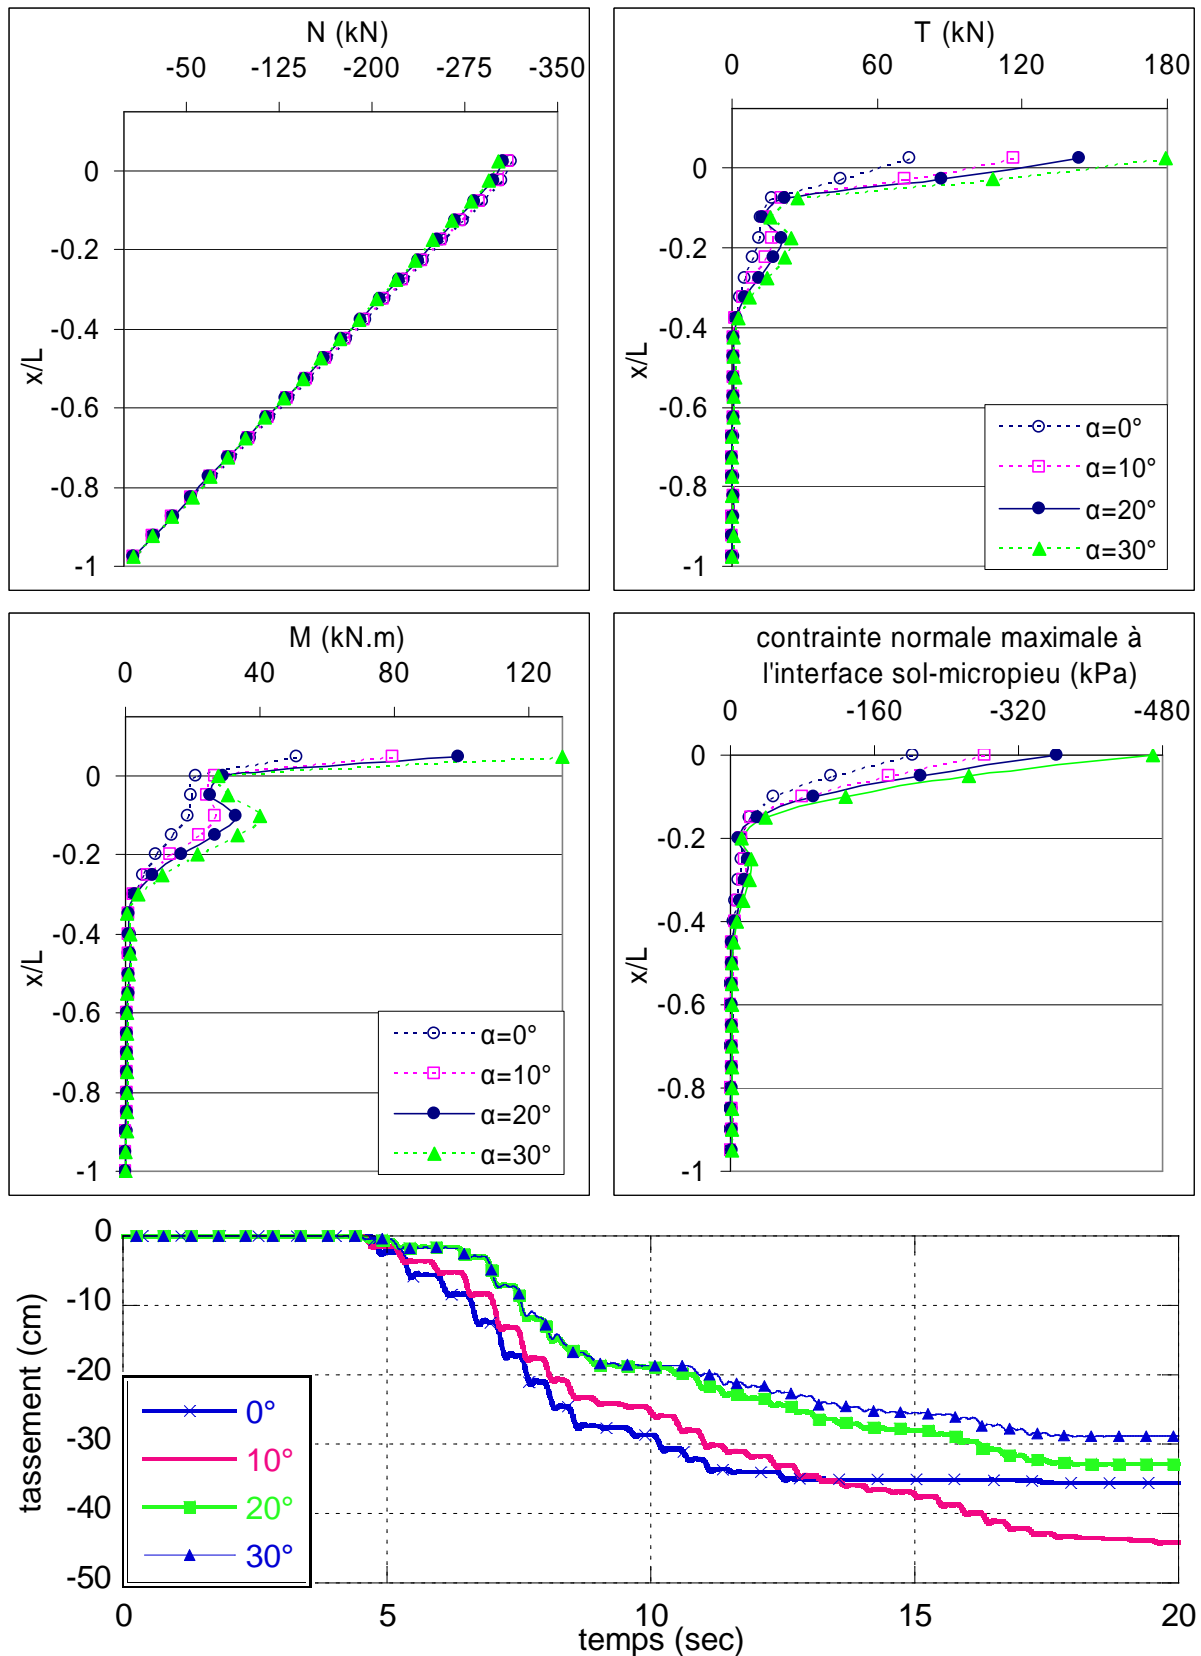 N (kN)
-50 -125 -200 -275 -350
0
-0.2
-0.4
-0.6
-0.8
-1
x/L
T (kN)
0 60 120 180
0
-0.2
-0.4
-0.6
-0.8
-1
x/L
α=0°
α=10°
α=20°
α=30°
M (kN.m)
0 40 80 120
0
-0.2
-0.4
-0.6
-0.8
-1
x/L
α=0°
α=10°
α=20°
α=30°
contrainte normale maximale à
l'interface sol-micropieu (kPa)
0 -160 -320 -480
0
-0.2
-0.4
-0.6
-0.8
-1
x/L
0
-10
-20
-30
-40
-50
tassement (cm)
0°
10°
20°
30°
0 5 10 15 20
temps (sec)